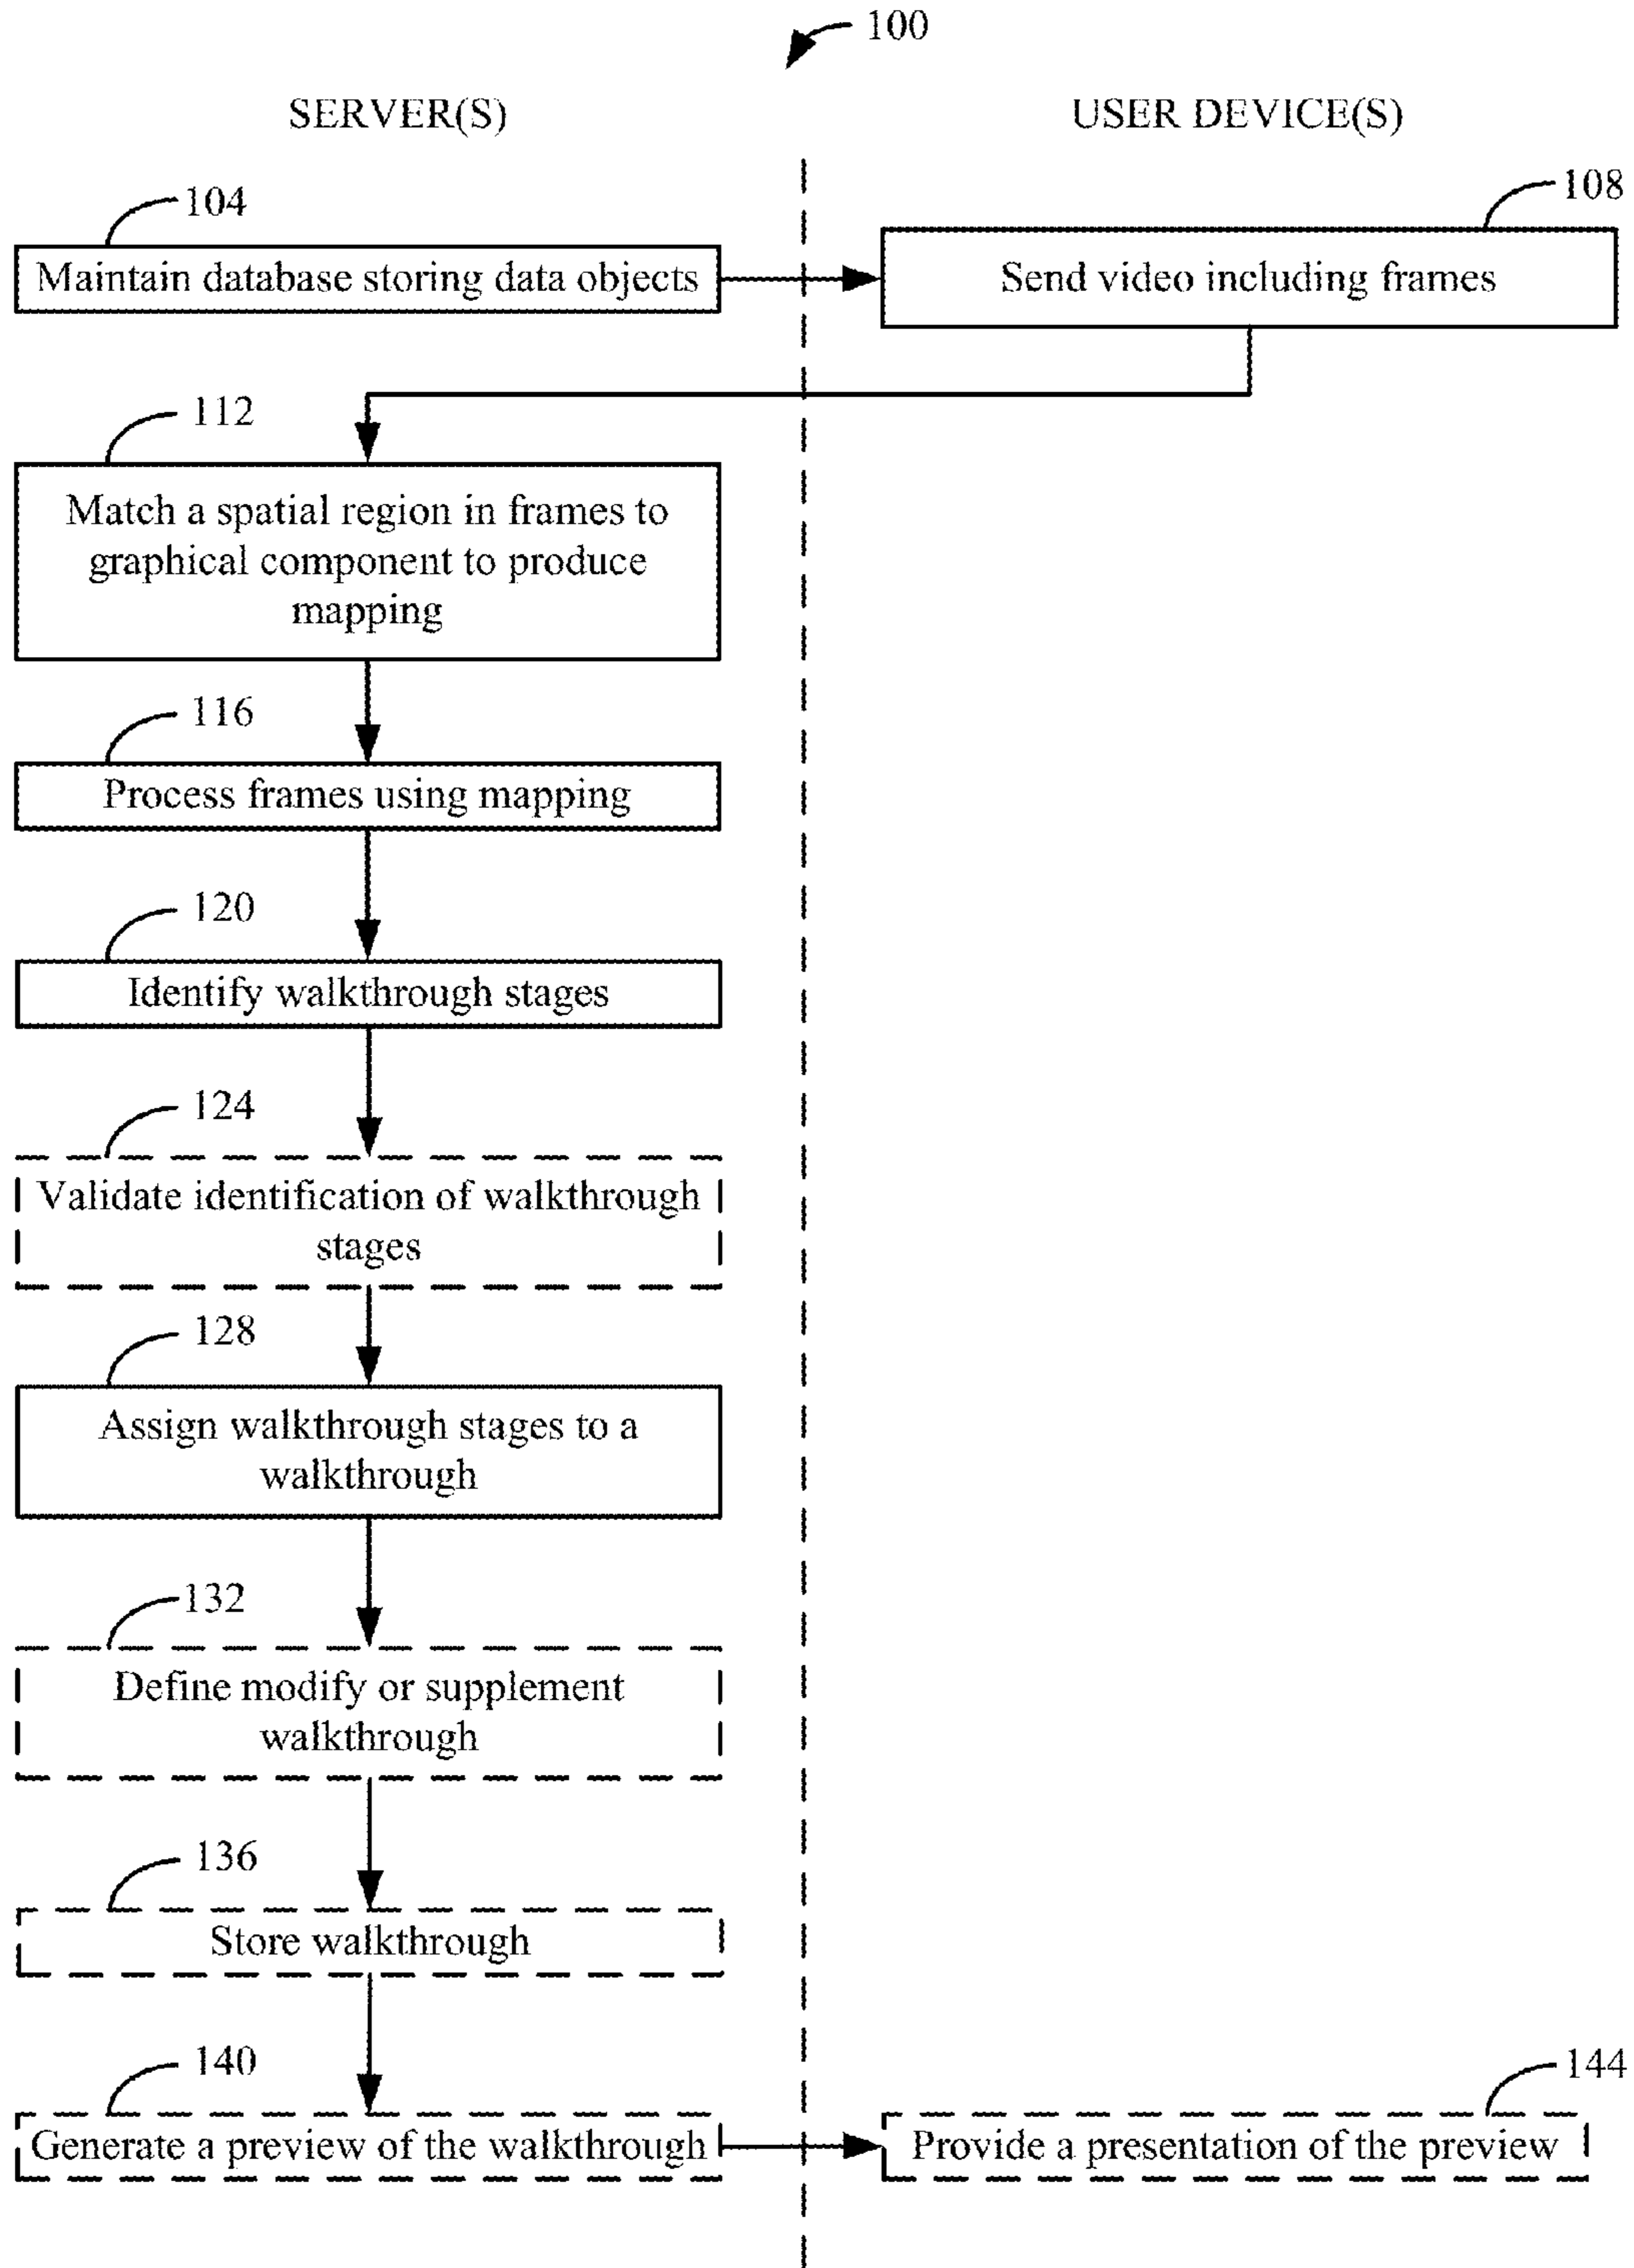 100
SERVER(S)
USER DEVICE(S)
104
Maintain database storing data objects
108
Send video including frames
112
Match a spatial region in frames to
graphical component to produce
mapping
116
Process frames using mapping
120
Identify walkthrough stages
124
Validate identification of walkthrough
stages
128
Assign walkthrough stages to a
walkthrough
132
Define modify or supplement
walkthrough
136
Store walkthrough
140
Generate a preview of the walkthrough
144
Provide a presentation of the preview